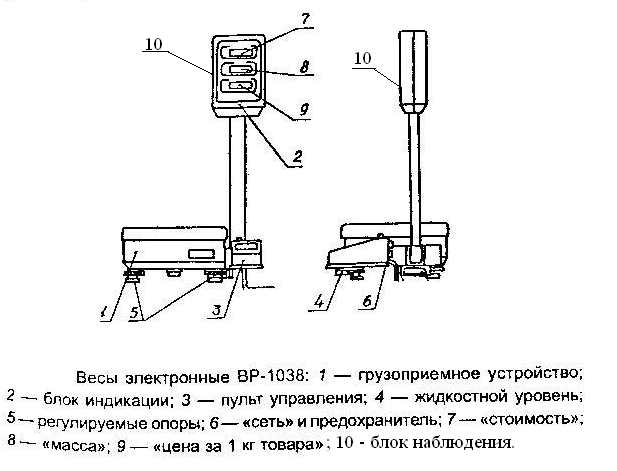 7
10
8
9
2
1
5
3
10
4
6
Весы электронные ВР-1038: 1 — грузоприемное устройство;
2 — блок индикации; 3 — пульт управления; 4 — жидкостной уровень;
5 — регулируемые опоры; 6 — «сеть» и предохранитель; 7 — «стоимость»;
8 — «масса»; 9 — «цена за 1 кг товара»; 10 - блок наблюдения.